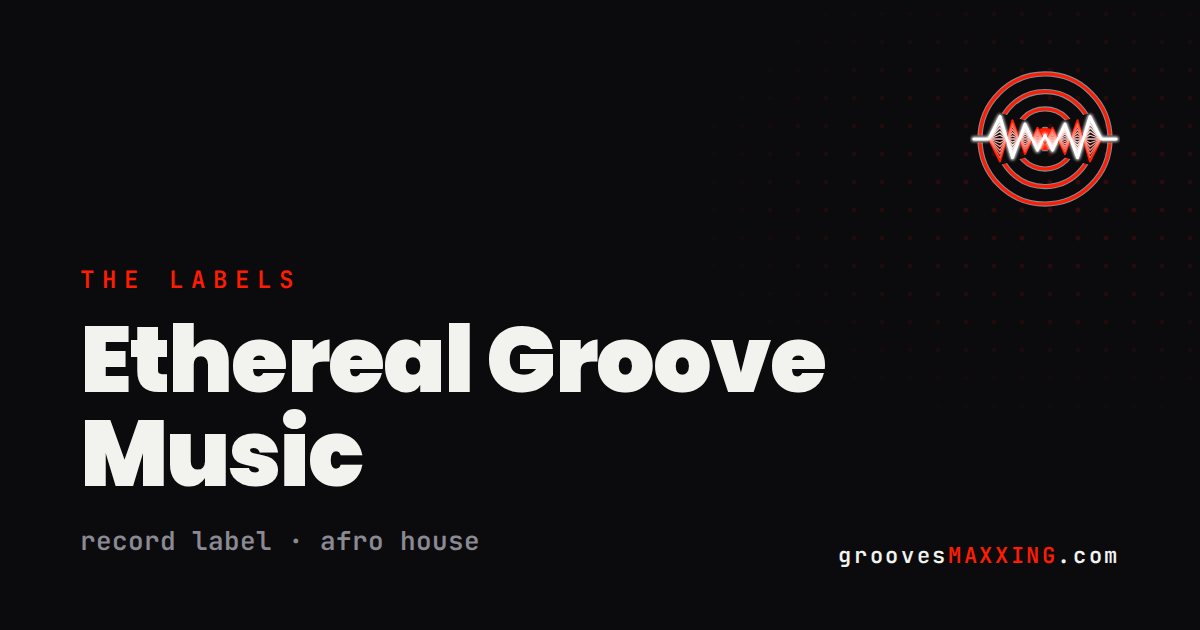 THE LABELS
Ethereal Groove
Music
record label · afro house
groovesMAXXING.com